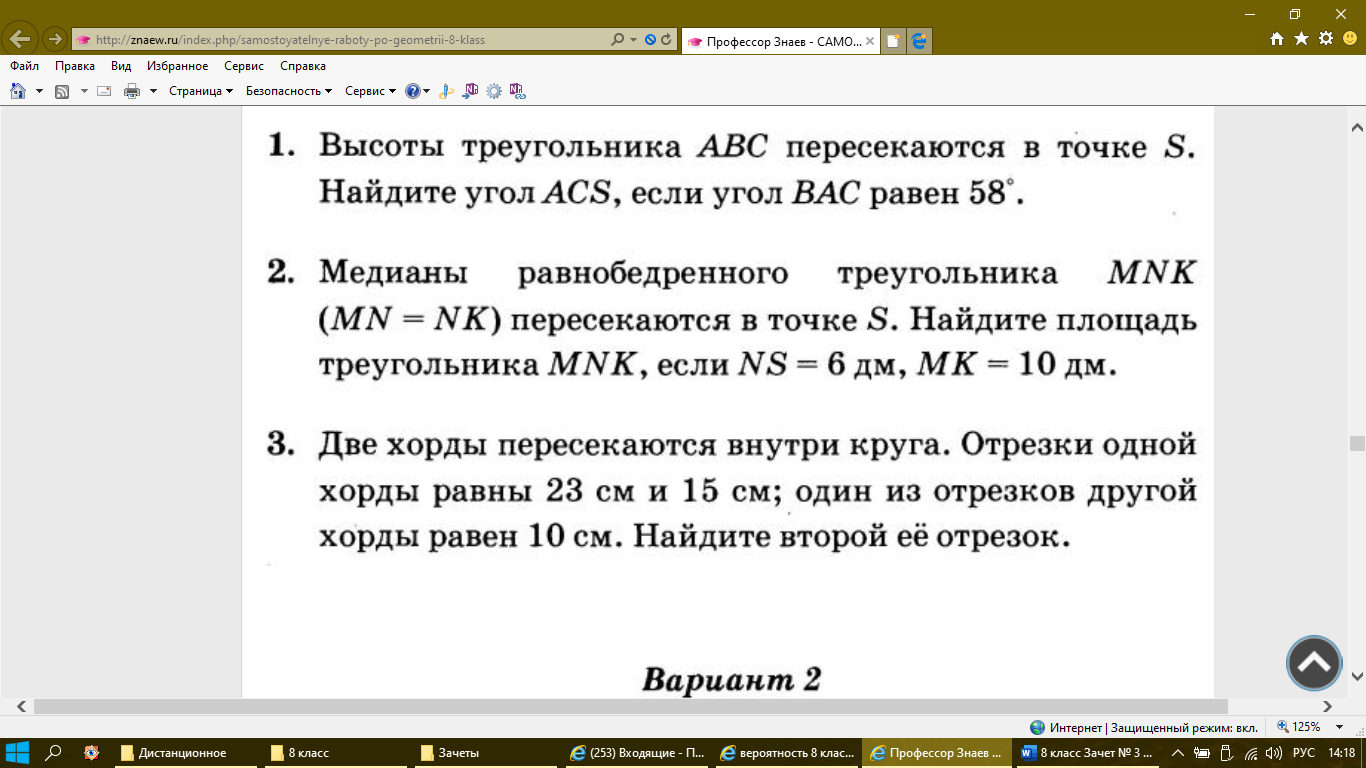 http://znaew.ru/index.php/samostoyatelnye-raboty-po-geometrii-8-klass
Профессор Знаев - САМО...
Файл Правка Вид Избранное Сервис Справка
Страница Безопасность Сервис
1. Высоты треугольника ABC пересекаются в точке S.
Найдите угол ACS, если угол BAC равен 58°.
2. Медианы равнобедренного треугольника MNK
(MN = NK) пересекаются в точке S. Найдите площадь
треугольника MNK, если NS = 6 дм, MK = 10 дм.
3. Две хорды пересекаются внутри круга. Отрезки одной
хорды равны 23 см и 15 см; один из отрезков другой
хорды равен 10 см. Найдите второй её отрезок.
Вариант 2
Интернет | Защищенный режим: вкл. 125%
Дистанционное 8 класс Зачеты (253) Входящие - П... вероятность 8 клас... Профессор Знаев ... 8 класс Зачет № 3 ... РУС 14:18